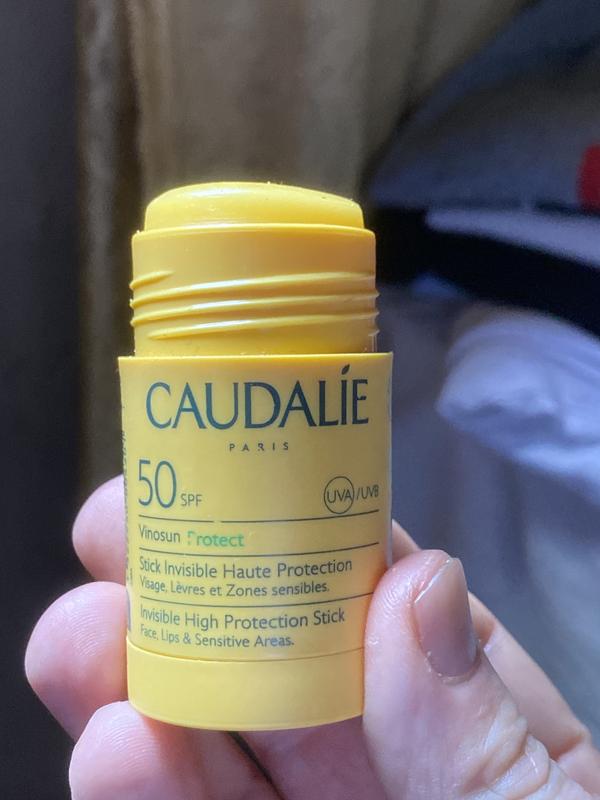 CAUDALÍE
PARIS
50 SPF
UVA/UVB
Vinosun Protect
Stick Invisible Haute Protection
Visage, Lèvres et Zones sensibles.
Invisible High Protection Stick
Face, Lips & Sensitive Areas.